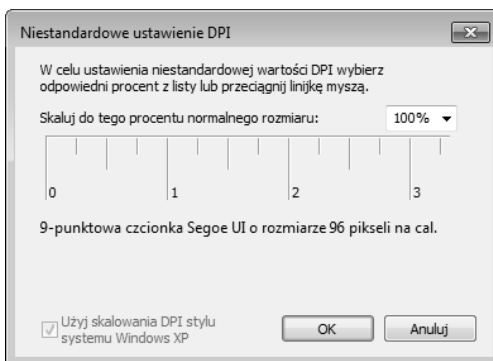 Niestandardowe ustawienie DPI
W celu ustawienia niestandardowej wartości DPI wybierz
odpowiedni procent z listy lub przeciągnij linijkę myszą.
Skaluj do tego procentu normalnego rozmiaru: 100%
0 1 2 3
9-punktowa czcionka Segoe UI o rozmiarze 96 pikseli na cal.
Użyj skalowania DPI stylu
systemu Windows XP
OK Anuluj